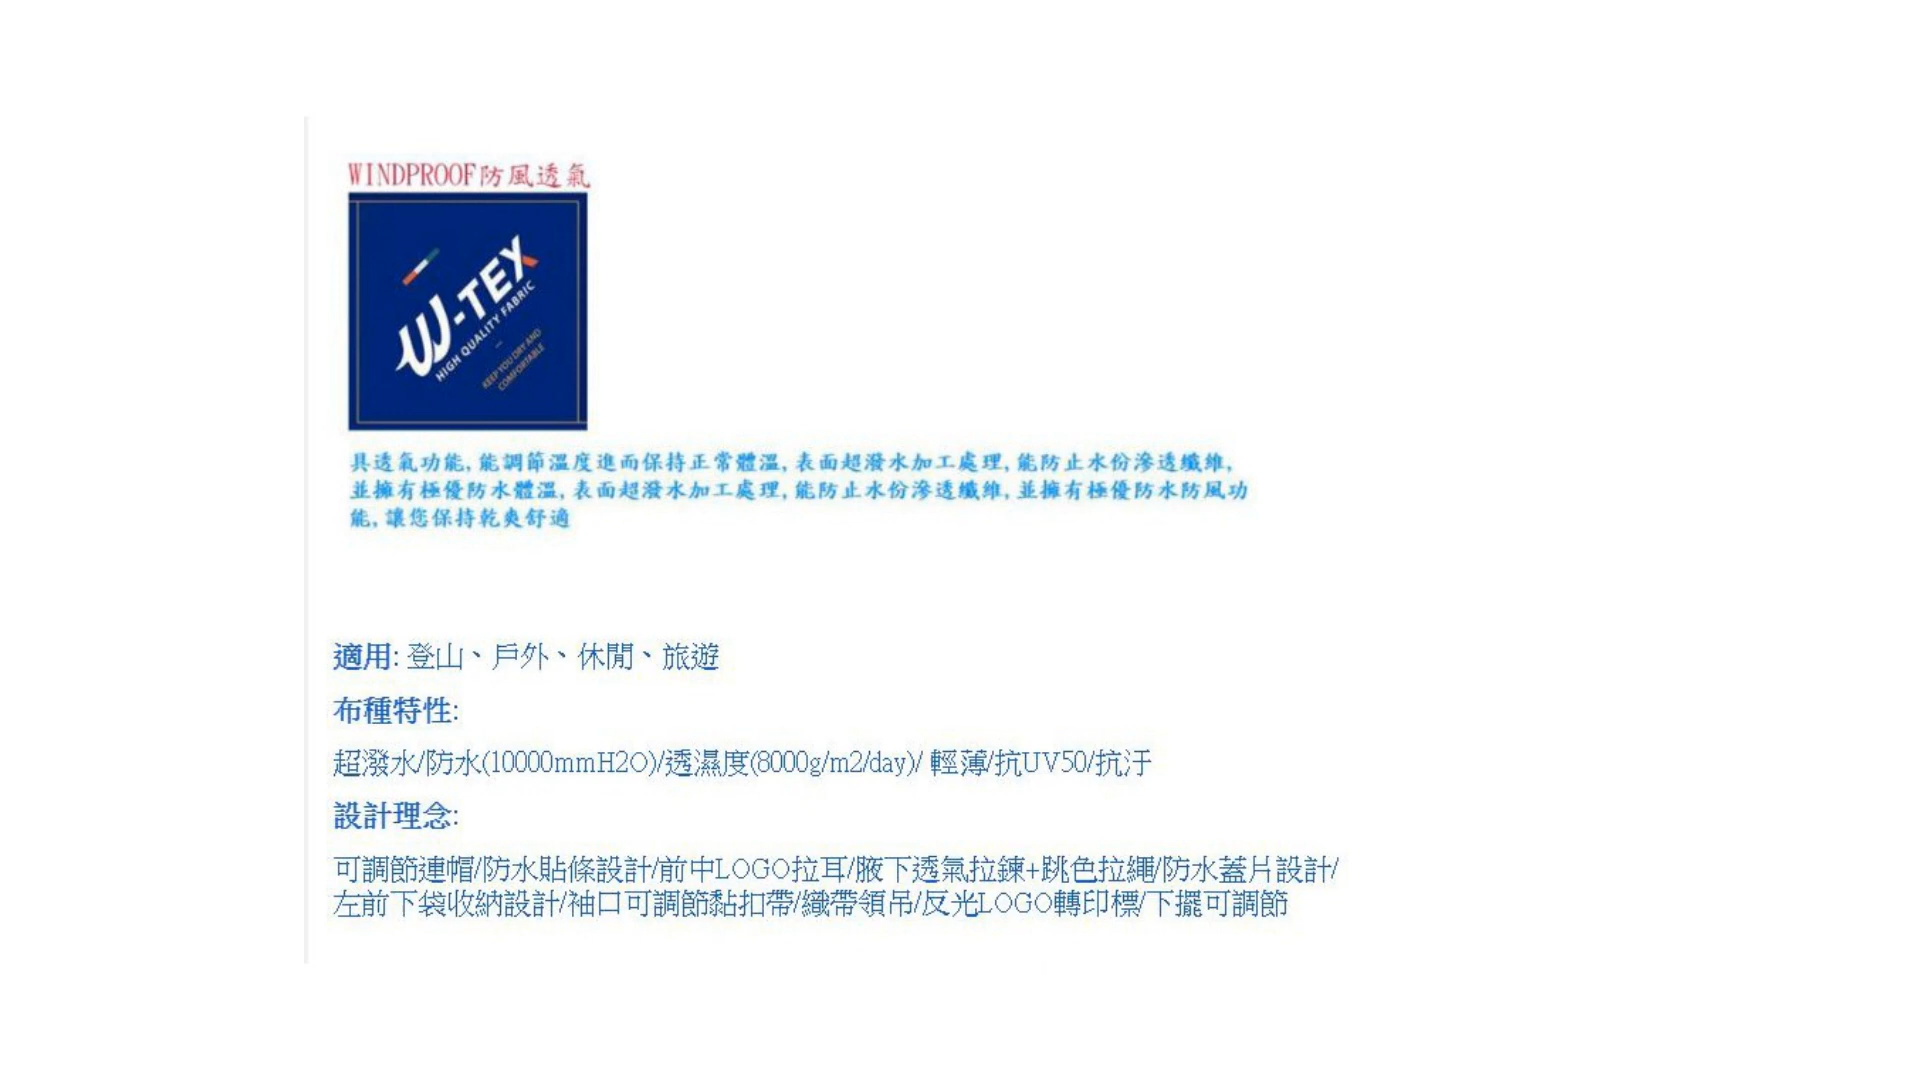 WINDPROOF防風透氣
W-TEX
HIGH QUALITY FABRIC
KEEP YOU DRY AND
COMFORTABLE
具透氣功能,能調節溫度進而保持正常體溫,表面超潑水加工處理,能防止水份滲透纖維,
並擁有極優防水體溫,表面超潑水加工處理,能防止水份滲透纖維,並擁有極優防水防風功
能,讓您保持乾爽舒適
適用: 登山、戶外、休閒、旅遊
布種特性:
超潑水/防水(10000mmH2O)/透濕度(8000g/m2/day)/ 輕薄/抗UV50/抗汙
設計理念:
可調節連帽/防水貼條設計/前中LOGO拉耳/腋下透氣拉鍊+跳色拉繩/防水蓋片設計/
左前下袋收納設計/袖口可調節黏扣帶/織帶領吊/反光LOGO轉印標/下擺可調節